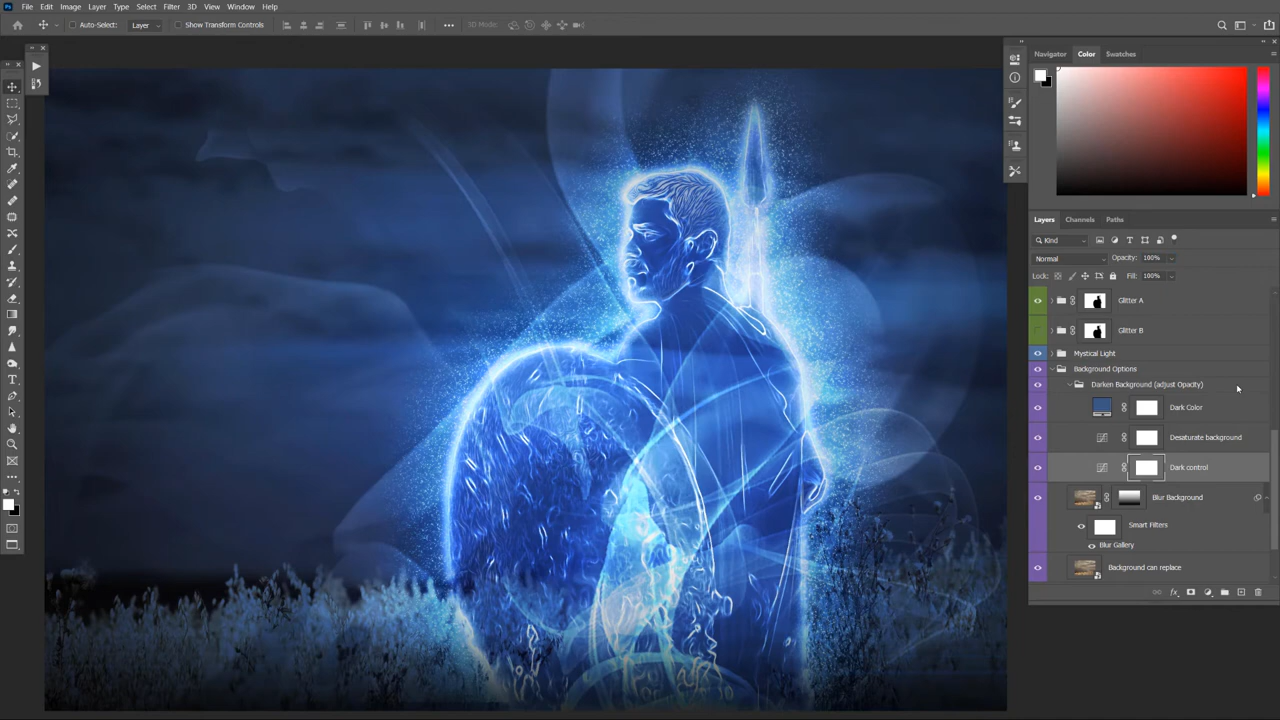 Ps File Edit Image Layer Type Select Filter 3D View Window Help
Auto-Select: Layer Show Transform Controls 3D Mode:
Navigator Color Swatches
Layers Channels Paths
Kind
Normal Opacity: 100%
Lock: Fill: 100%
Glitter A
Glitter B
Mystical Light
Background Options
Darken Background (adjust Opacity)
Dark Color
Desaturate background
Dark control
Blur Background
Smart Filters
Blur Gallery
Background can replace
fx